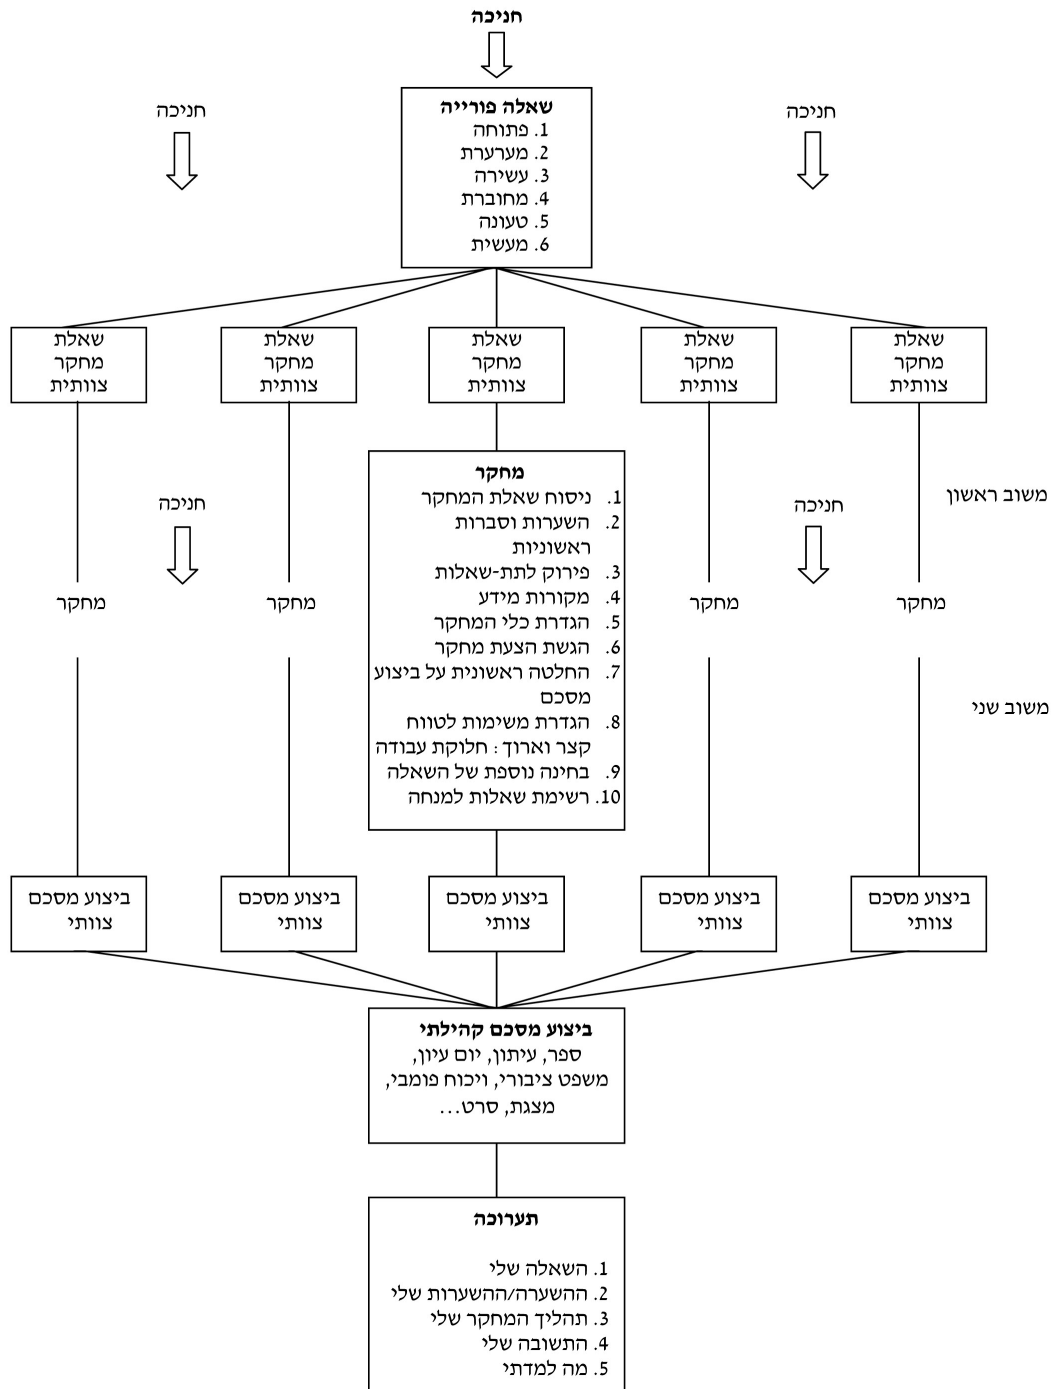 חניכה
חניכה
חניכה
שאלה פורייה
1. פתוחה
2. מערערת
3. עשירה
4. מחוברת
5. טעונה
6. מעשית
שאלת
מחקר
צוותית
שאלת
מחקר
צוותית
שאלת
מחקר
צוותית
שאלת
מחקר
צוותית
שאלת
מחקר
צוותית
משוב ראשון
חניכה
חניכה
מחקר
1. ניסוח שאלת המחקר
2. השערות וסברות
ראשוניות
3. פירוק לתת-שאלות
4. מקורות מידע
5. הגדרת כלי המחקר
6. הגשת הצעת מחקר
7. החלטה ראשונית על ביצוע
מסכם
8. הגדרת משימות לטווח
קצר וארוך: חלוקת עבודה
9. בחינה נוספת של השאלה
10. רשימת שאלות למנחה
מחקר
מחקר
מחקר
מחקר
משוב שני
ביצוע מסכם
צוותי
ביצוע מסכם
צוותי
ביצוע מסכם
צוותי
ביצוע מסכם
צוותי
ביצוע מסכם
צוותי
ביצוע מסכם קהילתי
ספר, עיתון, יום עיון,
משפט ציבורי, ויכוח פומבי,
מצגת, סרט...
תערוכה
1. השאלה שלי
2. ההשערה/ההשערות שלי
3. תהליך המחקר שלי
4. התשובה שלי
5. מה למדתי